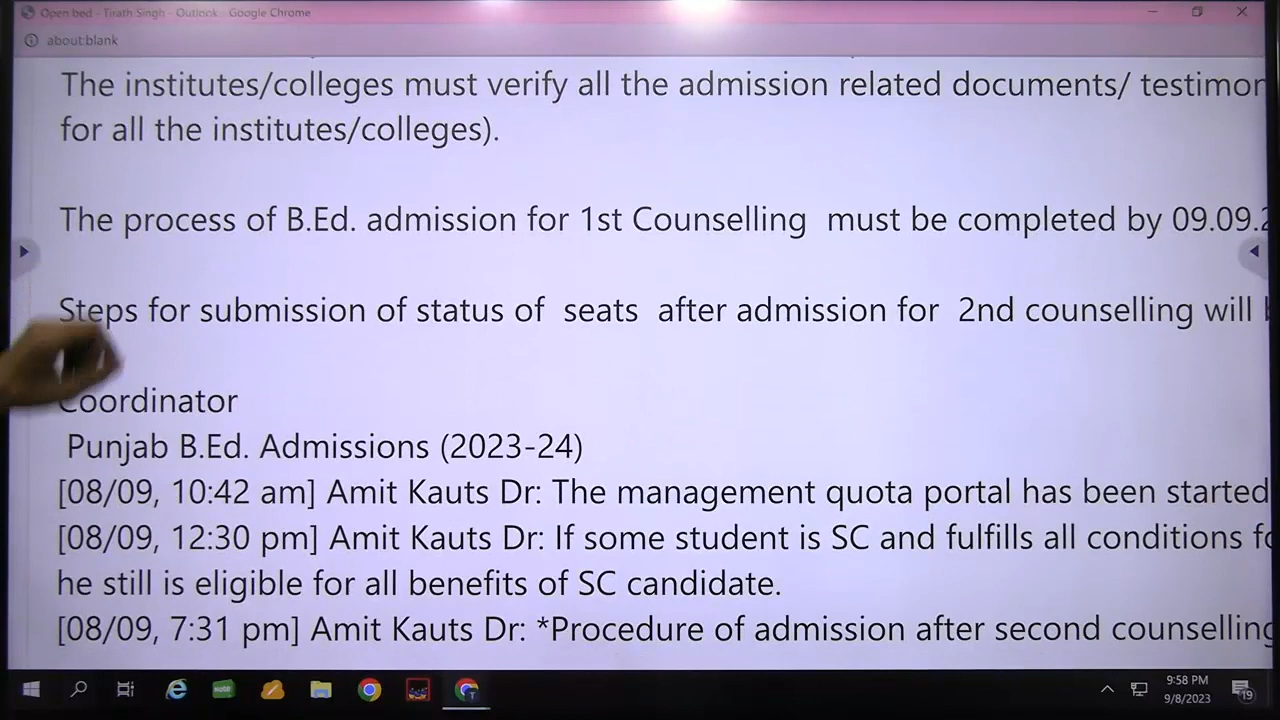 Open bed - Tirath Singh - Outlook - Google Chrome
about:blank
The institutes/colleges must verify all the admission related documents/ testimon
for all the institutes/colleges).
The process of B.Ed. admission for 1st Counselling must be completed by 09.09.2
Steps for submission of status of seats after admission for 2nd counselling will b
Coordinator
Punjab B.Ed. Admissions (2023-24)
[08/09, 10:42 am] Amit Kauts Dr: The management quota portal has been started
[08/09, 12:30 pm] Amit Kauts Dr: If some student is SC and fulfills all conditions fo
he still is eligible for all benefits of SC candidate.
[08/09, 7:31 pm] Amit Kauts Dr: *Procedure of admission after second counselling
9:58 PM
9/8/2023
19